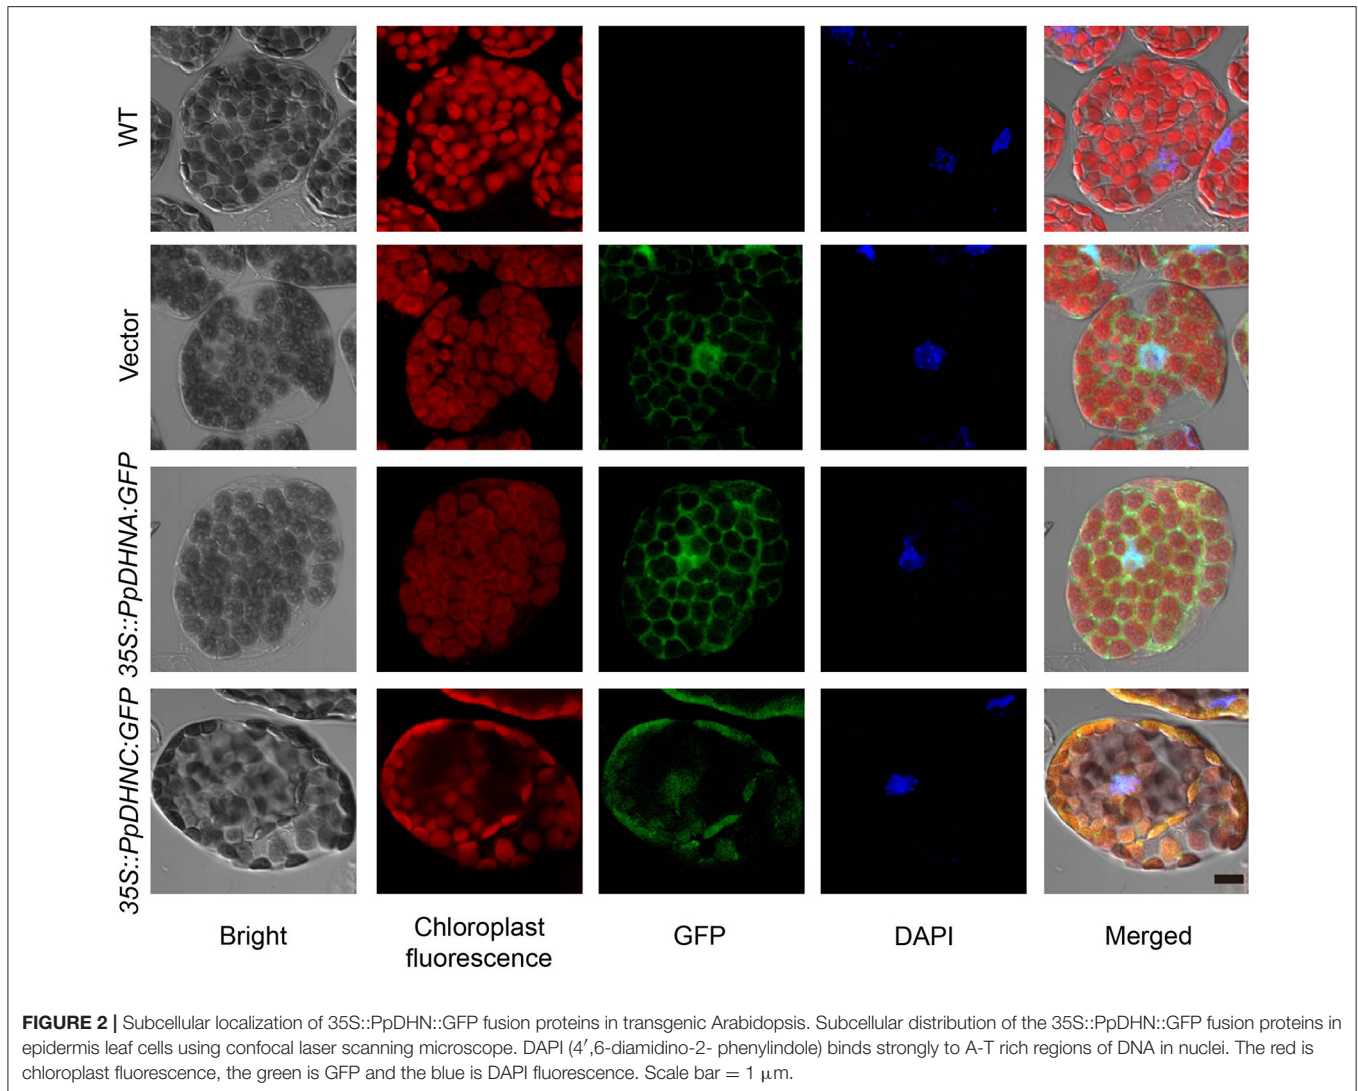 WT
Vector
35S::PpDHNA:GFP
35S::PpDHNC:GFP
Bright
Chloroplast
fluorescence
GFP
DAPI
Merged
FIGURE 2 | Subcellular localization of 35S::PpDHN::GFP fusion proteins in transgenic Arabidopsis. Subcellular distribution of the 35S::PpDHN::GFP fusion proteins in
epidermis leaf cells using confocal laser scanning microscope. DAPI (4′,6-diamidino-2- phenylindole) binds strongly to A-T rich regions of DNA in nuclei. The red is
chloroplast fluorescence, the green is GFP and the blue is DAPI fluorescence. Scale bar = 1 μm.